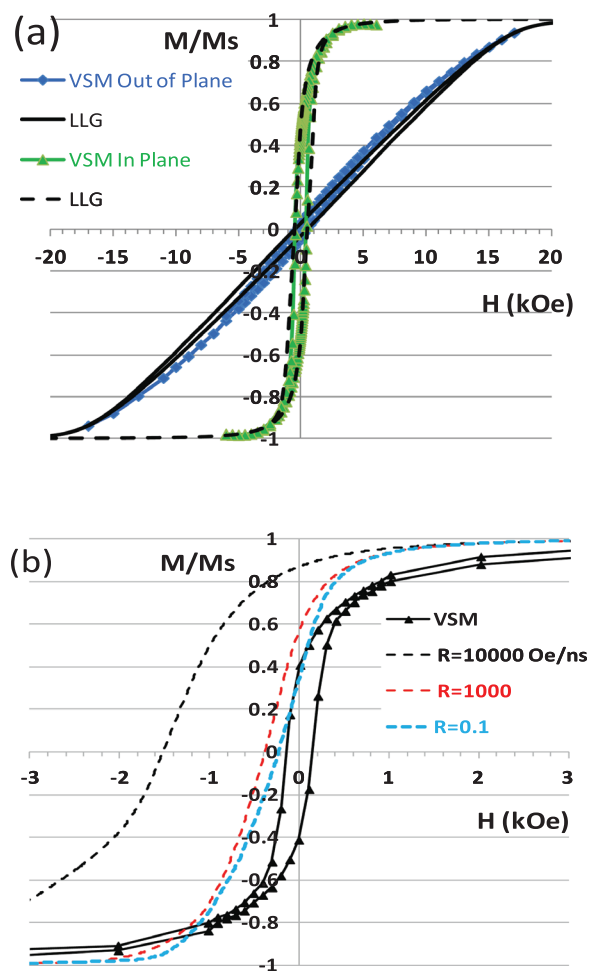 (a)
M/Ms
1
0.8
0.6
0.4
0.2
0
-0.2
-0.4
-0.6
-0.8
-1
VSM Out of Plane
LLG
VSM In Plane
LLG
-20 -15 -10 -5 0 5 10 15 20
H (kOe)
(b)
M/Ms
1
0.8
0.6
0.4
0.2
0
-0.2
-0.4
-0.6
-0.8
-1
VSM
R=10000 Oe/ns
R=1000
R=0.1
-3 -2 -1 0 1 2 3
H (kOe)